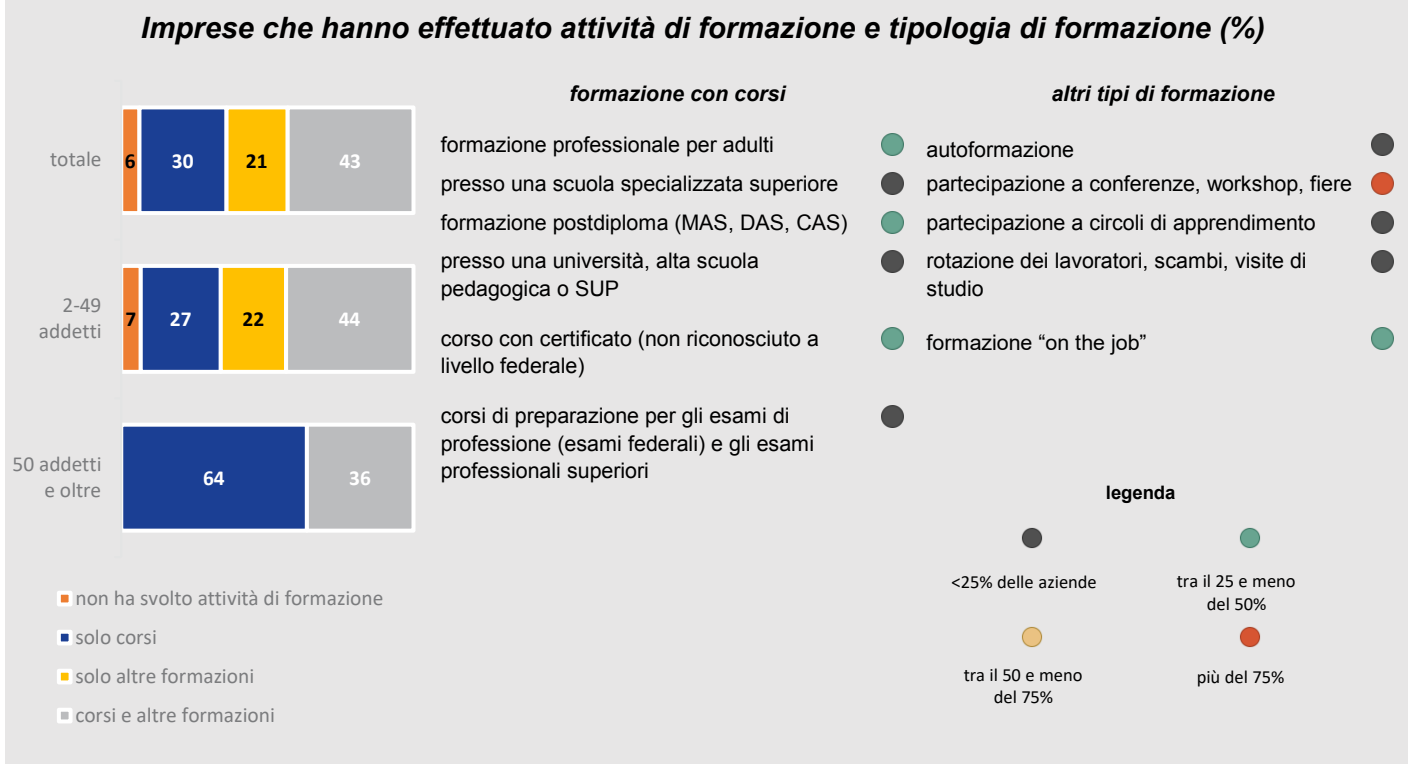 Imprese che hanno effettuato attività di formazione e tipologia di formazione (%)
totale
6
30
21
43
2-49
addetti
7
27
22
44
50 addetti
e oltre
64
36
non ha svolto attività di formazione
solo corsi
solo altre formazioni
corsi e altre formazioni
formazione con corsi
formazione professionale per adulti
presso una scuola specializzata superiore
formazione postdiploma (MAS, DAS, CAS)
presso una università, alta scuola
pedagogica o SUP
corso con certificato (non riconosciuto a
livello federale)
corsi di preparazione per gli esami di
professione (esami federali) e gli esami
professionali superiori
altri tipi di formazione
autoformazione
partecipazione a conferenze, workshop, fiere
partecipazione a circoli di apprendimento
rotazione dei lavoratori, scambi, visite di
studio
formazione “on the job”
legenda
<25% delle aziende
tra il 25 e meno
del 50%
tra il 50 e meno
del 75%
più del 75%